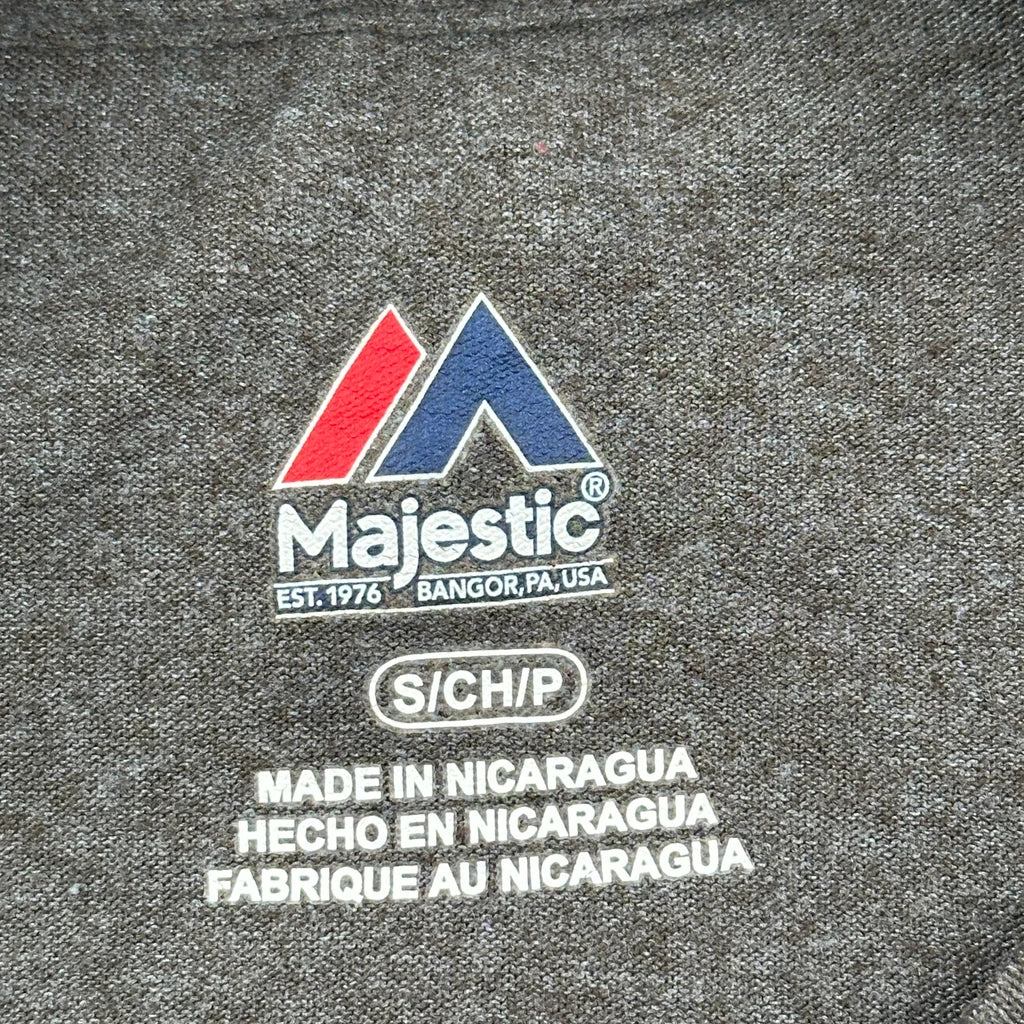 Majestic®
EST. 1976 BANGOR, PA, USA
S/CH/P
MADE IN NICARAGUA
HECHO EN NICARAGUA
FABRIQUE AU NICARAGUA